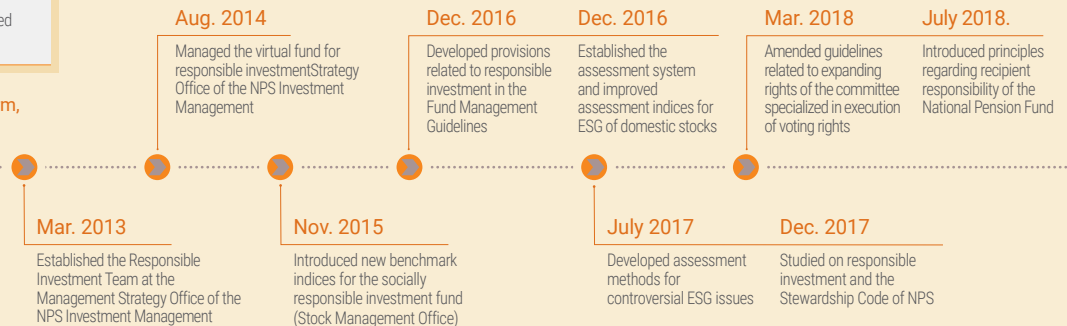 ed
m,
Aug. 2014
Managed the virtual fund for
responsible investmentStrategy
Office of the NPS Investment
Management
Dec. 2016
Developed provisions
related to responsible
investment in the
Fund Management
Guidelines
Dec. 2016
Established the
assessment system
and improved
assessment indices for
ESG of domestic stocks
Mar. 2018
Amended guidelines
related to expanding
rights of the committee
specialized in execution
of voting rights
July 2018.
Introduced principles
regarding recipient
responsibility of the
National Pension Fund
Mar. 2013
Established the Responsible
Investment Team at the
Management Strategy Office of the
NPS Investment Management
Nov. 2015
Introduced new benchmark
indices for the socially
responsible investment fund
(Stock Management Office)
July 2017
Developed assessment
methods for
controversial ESG issues
Dec. 2017
Studied on responsible
investment and the
Stewardship Code of NPS